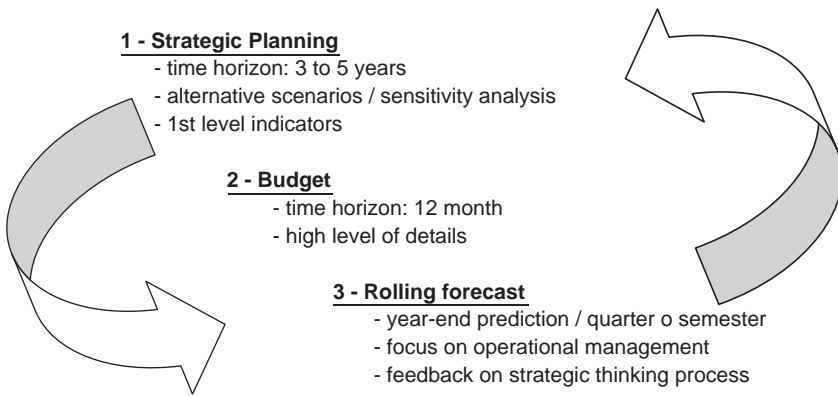 1 - Strategic Planning
- time horizon: 3 to 5 years
- alternative scenarios / sensitivity analysis
- 1st level indicators
2 - Budget
- time horizon: 12 month
- high level of details
3 - Rolling forecast
- year-end prediction / quarter o semester
- focus on operational management
- feedback on strategic thinking process